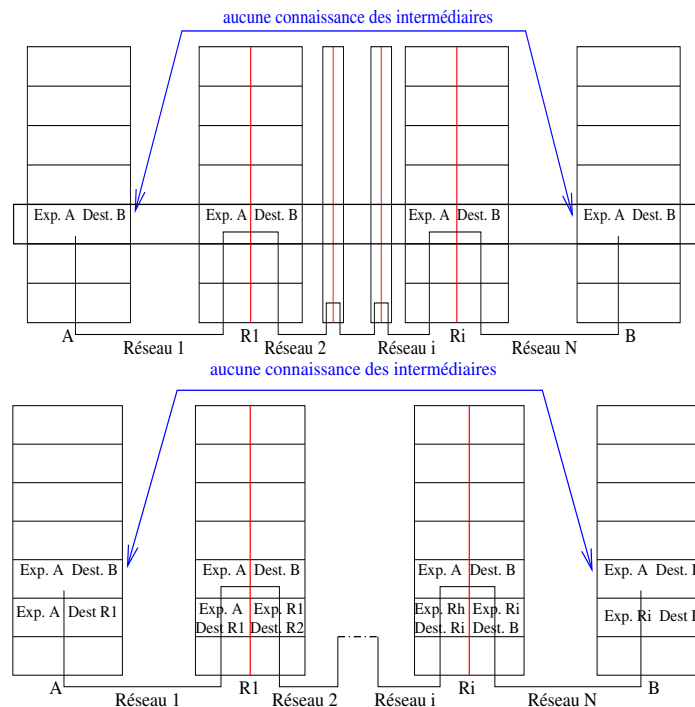 aucune connaissance des intermédiaires
Exp. A Dest. B Exp. A Dest. B Exp. A Dest. B Exp. A Dest. B
A R1 Ri B
Réseau 1 Réseau 2 Réseau i Réseau N
aucune connaissance des intermédiaires
Exp. A Dest. B Exp. A Dest. B Exp. A Dest. B Exp. A Dest.
Exp. A Dest R1 Exp. A Exp. R1 Exp. Rh Exp. Ri Exp. Ri Dest
Dest R1 Dest. R2 Dest. Ri Dest. B
A R1 Ri B
Réseau 1 Réseau 2 Réseau i Réseau N